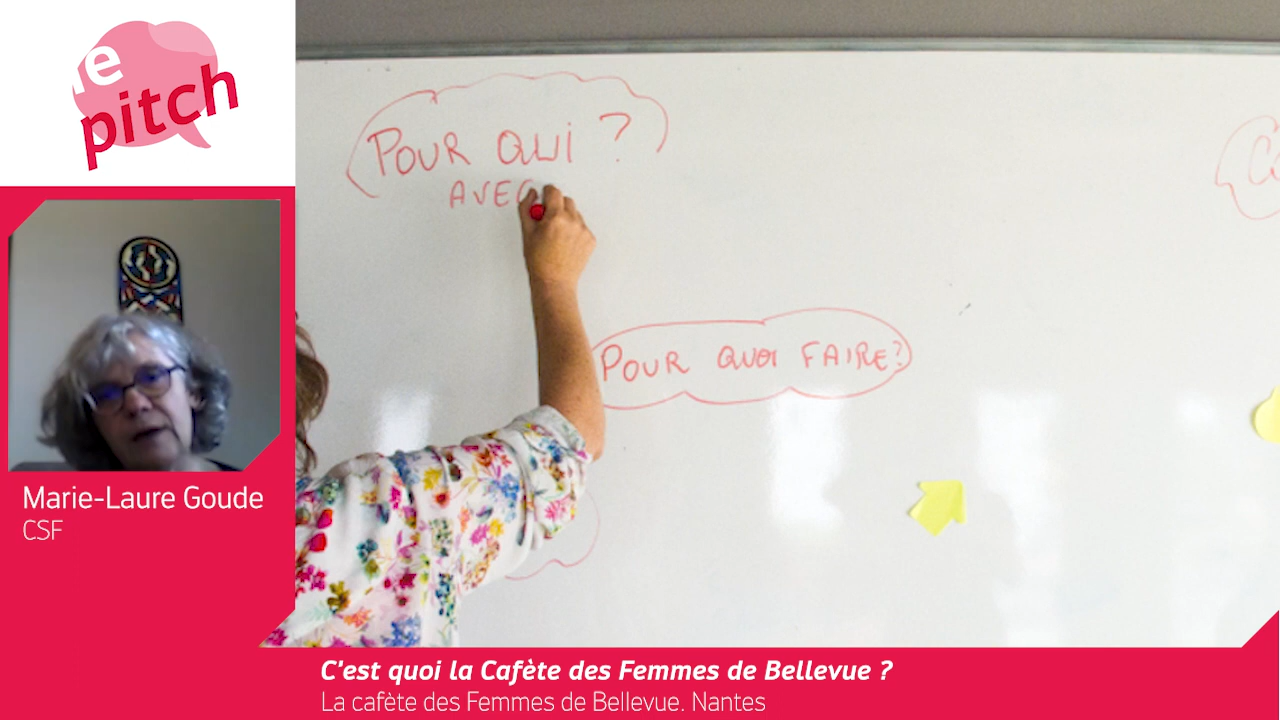 le
pitch
POUR QUI ?
AVEC
POUR QUOI FAIRE?
Marie-Laure Goude
CSF
C'est quoi la Cafète des Femmes de Bellevue ?
La cafète des Femmes de Bellevue. Nantes